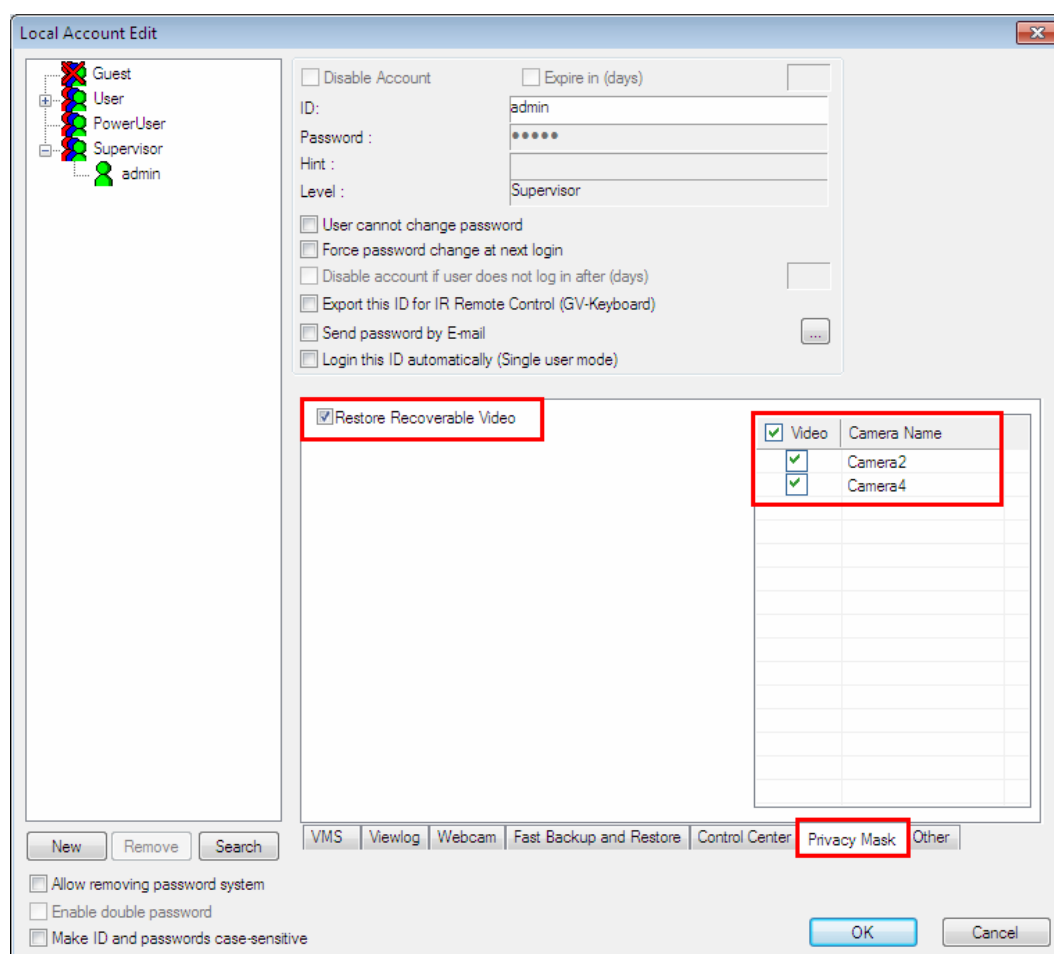 Local Account Edit
Guest
User
PowerUser
Supervisor
admin
Disable Account
Expire in (days)
ID:
admin
Password :
•••••
Hint :
Level :
Supervisor
User cannot change password
Force password change at next login
Disable account if user does not log in after (days)
Export this ID for IR Remote Control (GV-Keyboard)
Send password by E-mail
...
Login this ID automatically (Single user mode)
Restore Recoverable Video
Video
Camera Name
Camera2
Camera4
VMS
Viewlog
Webcam
Fast Backup and Restore
Control Center
Privacy Mask
Other
New
Remove
Search
Allow removing password system
Enable double password
Make ID and passwords case-sensitive
OK
Cancel